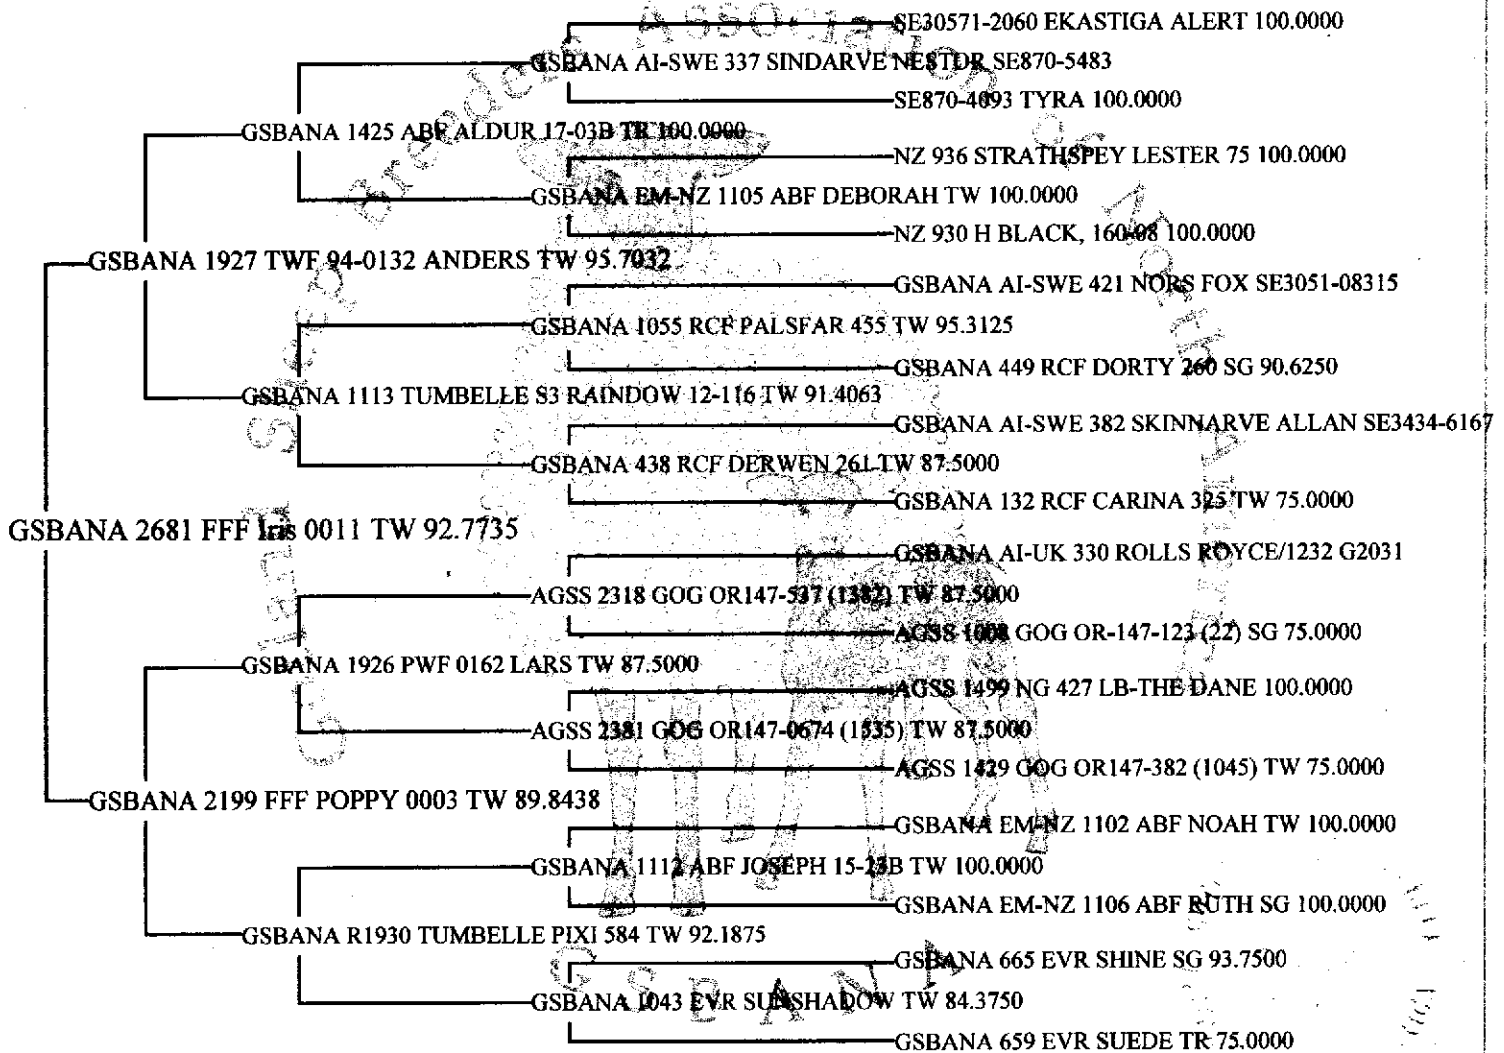 SE30571-2060 EKASTIGA ALERT 100.0000
GSBANA AI-SWE 337 SINDARVE NESTDR SE870-5483
SE870-4093 TYRA 100.0000
GSBANA 1425 ABF ALDUR 17-03B TR 100.0000
NZ 936 STRATHSPEY LESTER 75 100.0000
GSBANA EM-NZ 1105 ABF DEBORAH TW 100.0000
NZ 930 H BLACK, 160-08 100.0000
GSBANA 1927 TWF 94-0132 ANDERS TW 95.7032
GSBANA AI-SWE 421 NORS FOX SE3051-08315
GSBANA 1055 RCF PALSFAR 455 TW 95.3125
GSBANA 449 RCF DORTY 260 SG 90.6250
GSBANA 1113 TUMBELLE S3 RAINDOW 12-116 TW 91.4063
GSBANA AI-SWE 382 SKINNARVE ALLAN SE3434-6167
GSBANA 438 RCF DERWEN 261 TW 87.5000
GSBANA 132 RCF CARINA 325 TW 75.0000
GSBANA 2681 FFF Iris 0011 TW 92.7735
GSBANA AI-UK 330 ROLLS ROYCE/1232 G2031
AGSS 2318 GOG OR147-537 (1382) TW 87.5000
AGSS 1008 GOG OR-147-123 (22) SG 75.0000
GSBANA 1926 PWF 0162 LARS TW 87.5000
AGSS 1499 NG 427 LB-THE DANE 100.0000
AGSS 2381 GOG OR147-0674 (1535) TW 87.5000
AGSS 1429 GOG OR147-382 (1045) TW 75.0000
GSBANA 2199 FFF POPPY 0003 TW 89.8438
GSBANA EM-NZ 1102 ABF NOAH TW 100.0000
GSBANA 1112 ABF JOSEPH 15-23B TW 100.0000
GSBANA EM-NZ 1106 ABF RUTH SG 100.0000
GSBANA R1930 TUMBELLE PIXI 584 TW 92.1875
GSBANA 665 EVR SHINE SG 93.7500
GSBANA 1043 EVR SUNSHADOW TW 84.3750
GSBANA 659 EVR SUEDE TR 75.0000
Gotland Sheep Breeders Association of North America
GSBANA